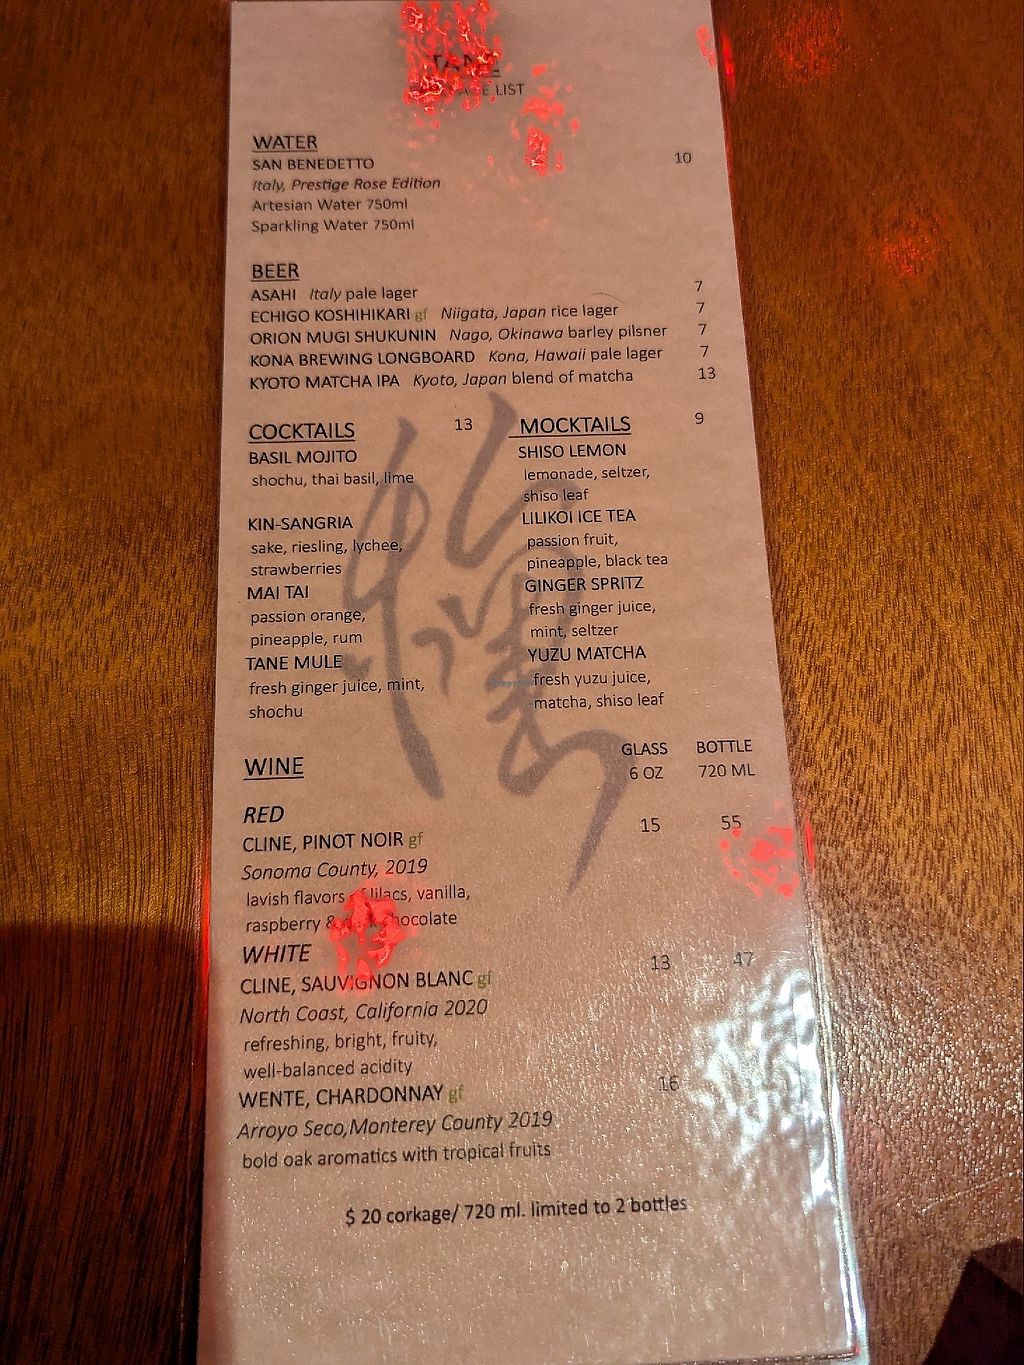 TANE
LIST
WATER
SAN BENEDETTO 10
Italy, Prestige Rose Edition
Artesian Water 750ml
Sparkling Water 750ml
BEER
ASAHI Italy pale lager 7
ECHIGO KOSHIHIKARI gf Niigata, Japan rice lager 7
ORION MUGI SHUKUNIN Nago, Okinawa barley pilsner 7
KONA BREWING LONGBOARD Kona, Hawaii pale lager 7
KYOTO MATCHA IPA Kyoto, Japan blend of matcha 13
COCKTAILS 13
BASIL MOJITO
shochu, thai basil, lime
KIN-SANGRIA
sake, riesling, lychee,
strawberries
MAI TAI
passion orange,
pineapple, rum
TANE MULE
fresh ginger juice, mint,
shochu
MOCKTAILS 9
SHISO LEMON
lemonade, seltzer,
shiso leaf
LILIKOI ICE TEA
passion fruit,
pineapple, black tea
GINGER SPRITZ
fresh ginger juice,
mint, seltzer
YUZU MATCHA
fresh yuzu juice,
matcha, shiso leaf
WINE
GLASS BOTTLE
6 OZ 720 ML
RED
CLINE, PINOT NOIR gf 15 55
Sonoma County, 2019
lavish flavors of lilacs, vanilla,
raspberry &
WHITE
CLINE, SAUVIGNON BLANC gf 13 47
North Coast, California 2020
refreshing, bright, fruity,
well-balanced acidity
WENTE, CHARDONNAY gf 16
Arroyo Seco,Monterey County 2019
bold oak aromatics with tropical fruits
$ 20 corkage/ 720 ml. limited to 2 bottles